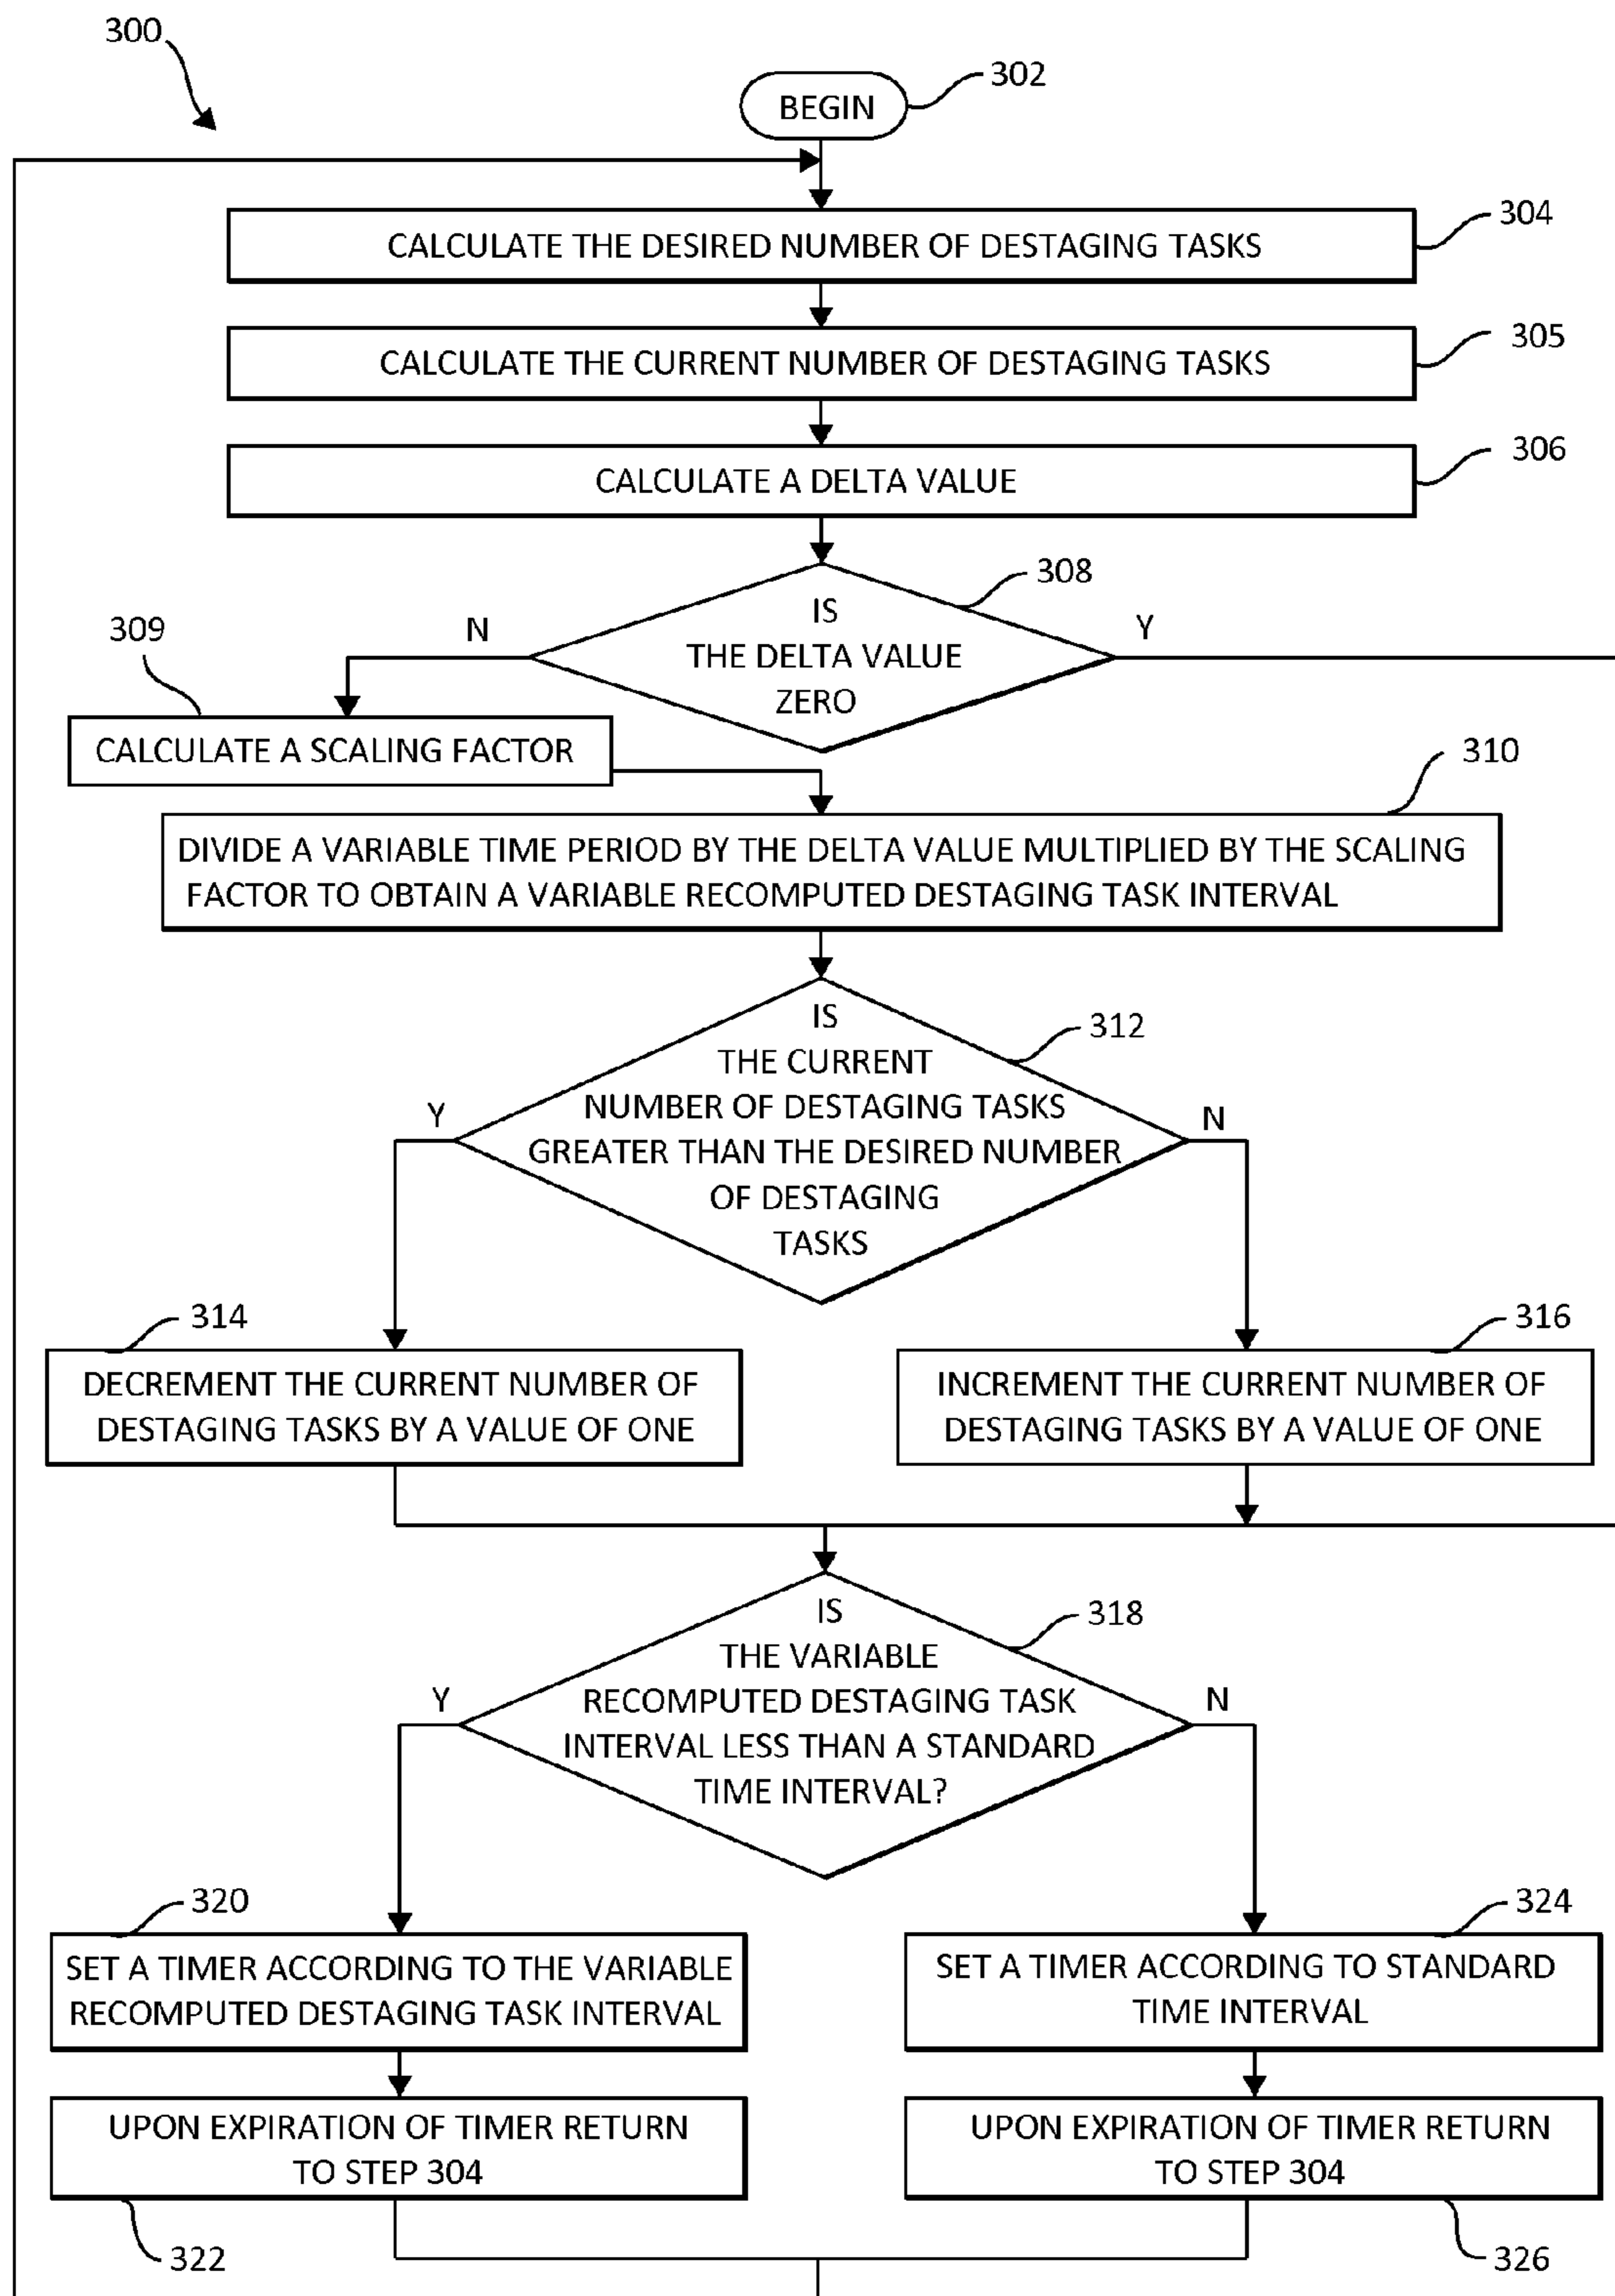 300
BEGIN
302
CALCULATE THE DESIRED NUMBER OF DESTAGING TASKS
304
CALCULATE THE CURRENT NUMBER OF DESTAGING TASKS
305
CALCULATE A DELTA VALUE
306
IS
THE DELTA VALUE
ZERO
308
N
Y
309
CALCULATE A SCALING FACTOR
310
DIVIDE A VARIABLE TIME PERIOD BY THE DELTA VALUE MULTIPLIED BY THE SCALING
FACTOR TO OBTAIN A VARIABLE RECOMPUTED DESTAGING TASK INTERVAL
IS
THE CURRENT
NUMBER OF DESTAGING TASKS
GREATER THAN THE DESIRED NUMBER
OF DESTAGING
TASKS
312
Y
N
314
DECREMENT THE CURRENT NUMBER OF
DESTAGING TASKS BY A VALUE OF ONE
316
INCREMENT THE CURRENT NUMBER OF
DESTAGING TASKS BY A VALUE OF ONE
IS
THE VARIABLE
RECOMPUTED DESTAGING TASK
INTERVAL LESS THAN A STANDARD
TIME INTERVAL?
318
Y
N
320
SET A TIMER ACCORDING TO THE VARIABLE
RECOMPUTED DESTAGING TASK INTERVAL
324
SET A TIMER ACCORDING TO STANDARD
TIME INTERVAL
UPON EXPIRATION OF TIMER RETURN
TO STEP 304
322
UPON EXPIRATION OF TIMER RETURN
TO STEP 304
326